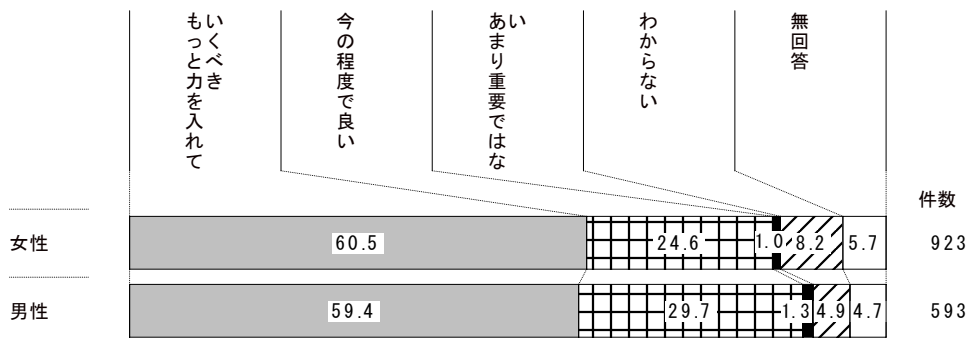 もっと力を入れて
いくべき
今の程度で良い
あまり重要ではな
い
わからない
無回答
件数
女性
60.5
24.6
1.0
8.2
5.7
923
男性
59.4
29.7
1.3
4.9
4.7
593